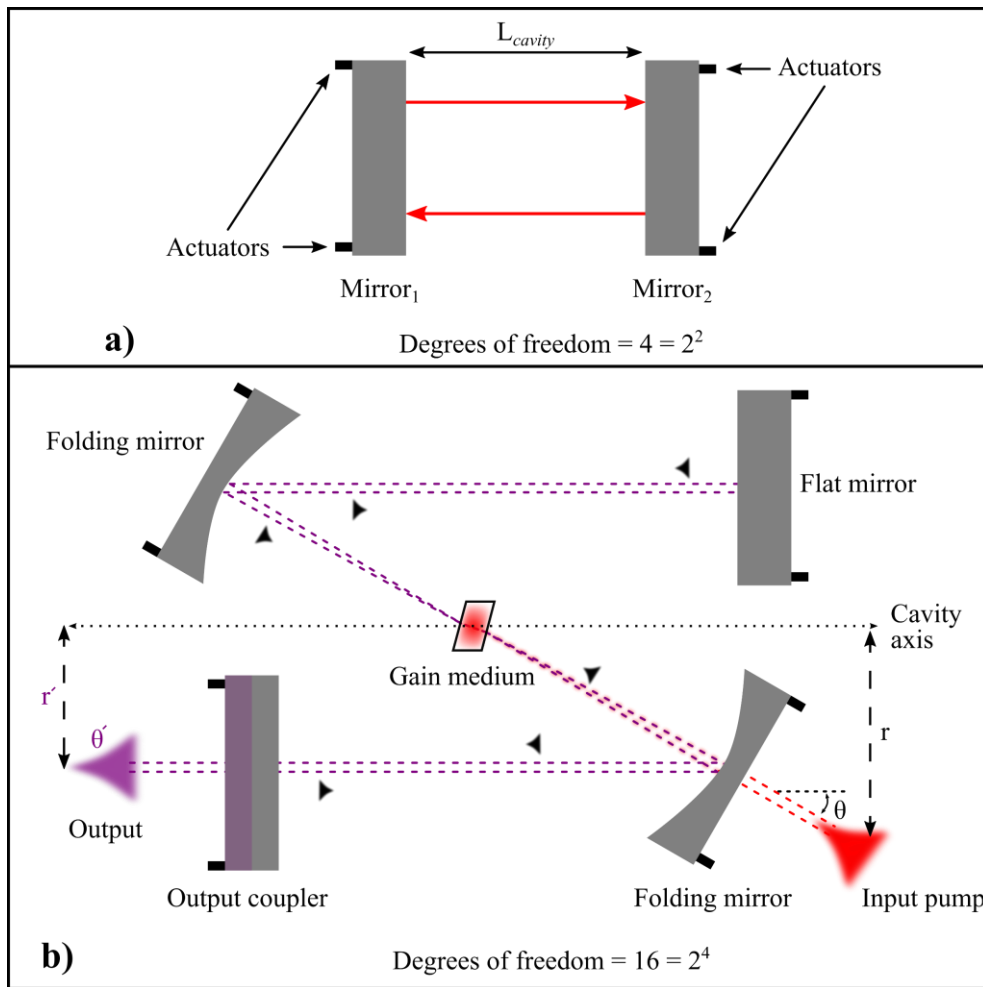 L_cavity
Actuators
Actuators
Mirror₁
Mirror₂
a)
Degrees of freedom = 4 = 2²
Folding mirror
Flat mirror
Cavity
axis
Gain medium
r´
θ´
r
θ
Output
Output coupler
Folding mirror
Input pump
b)
Degrees of freedom = 16 = 2⁴